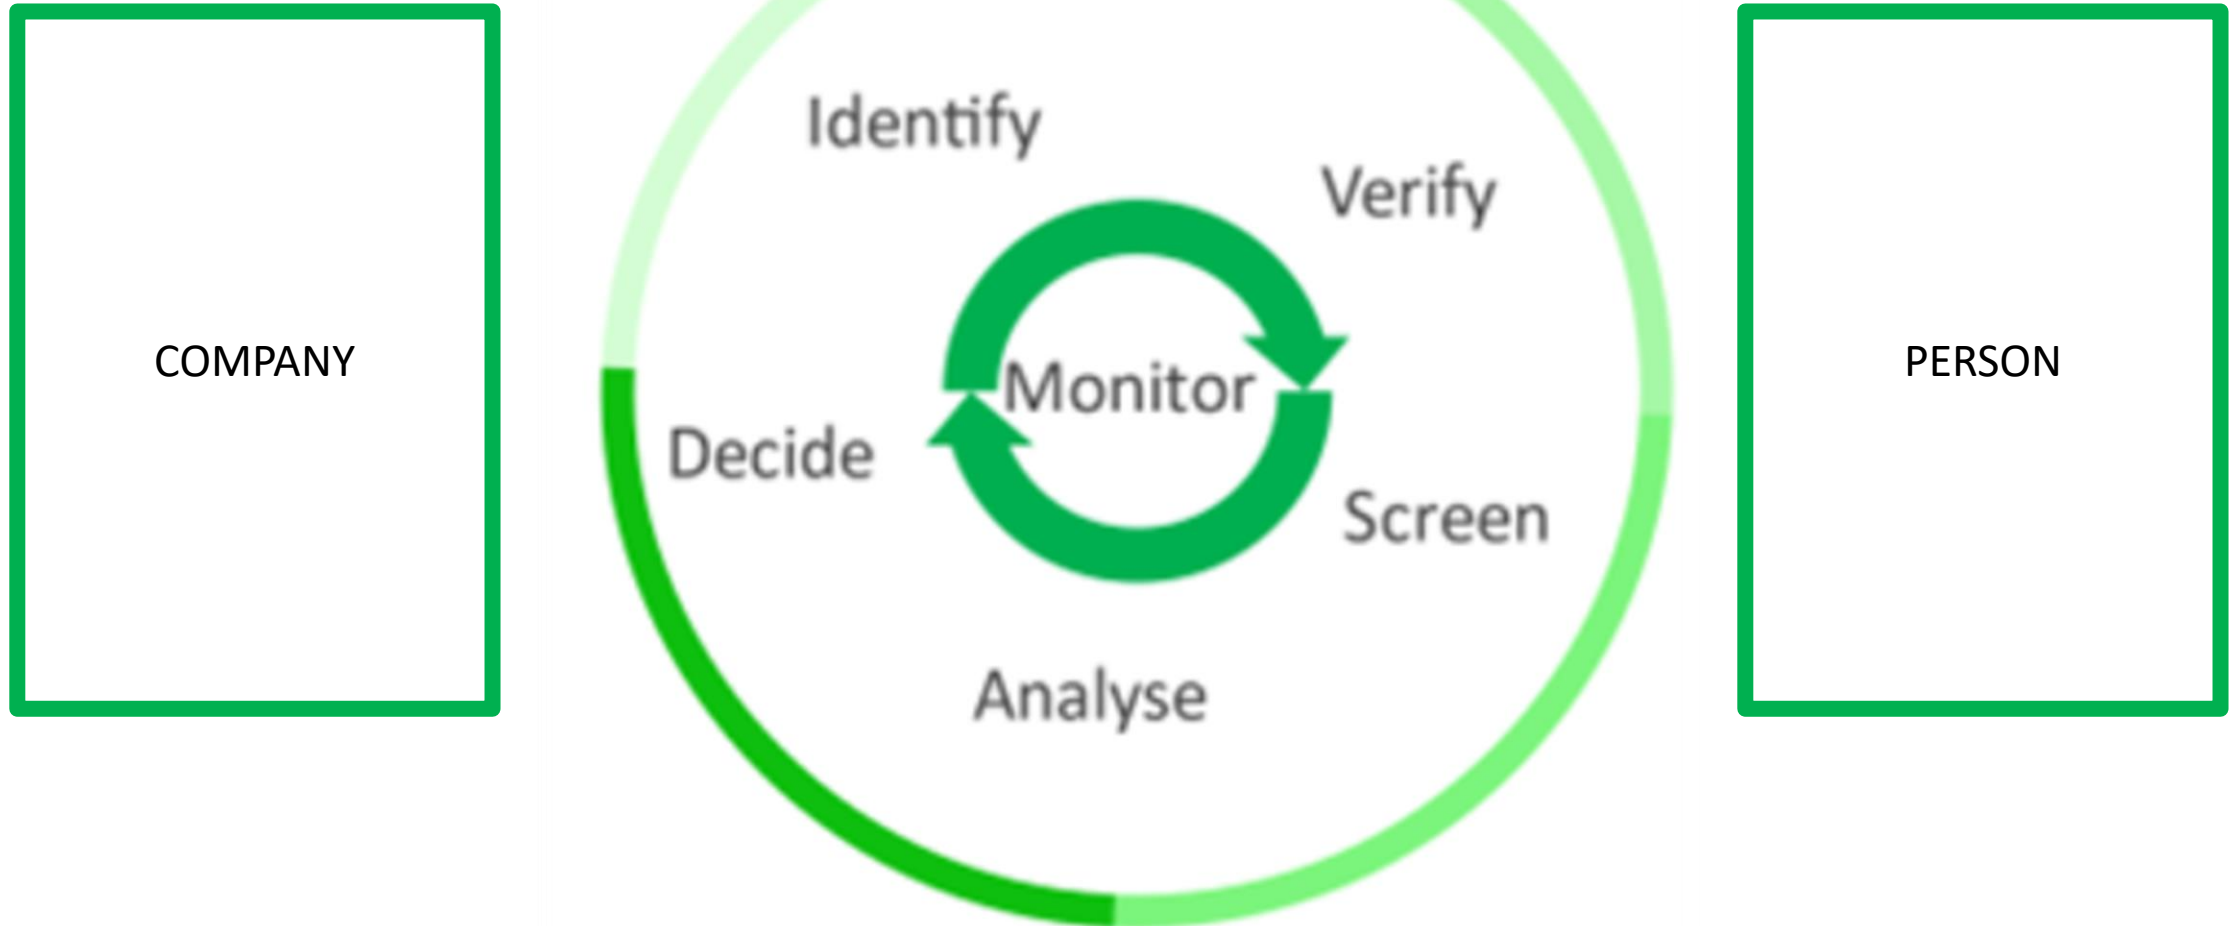 COMPANY
Identify
Verify
Monitor
Decide
Screen
Analyse
PERSON